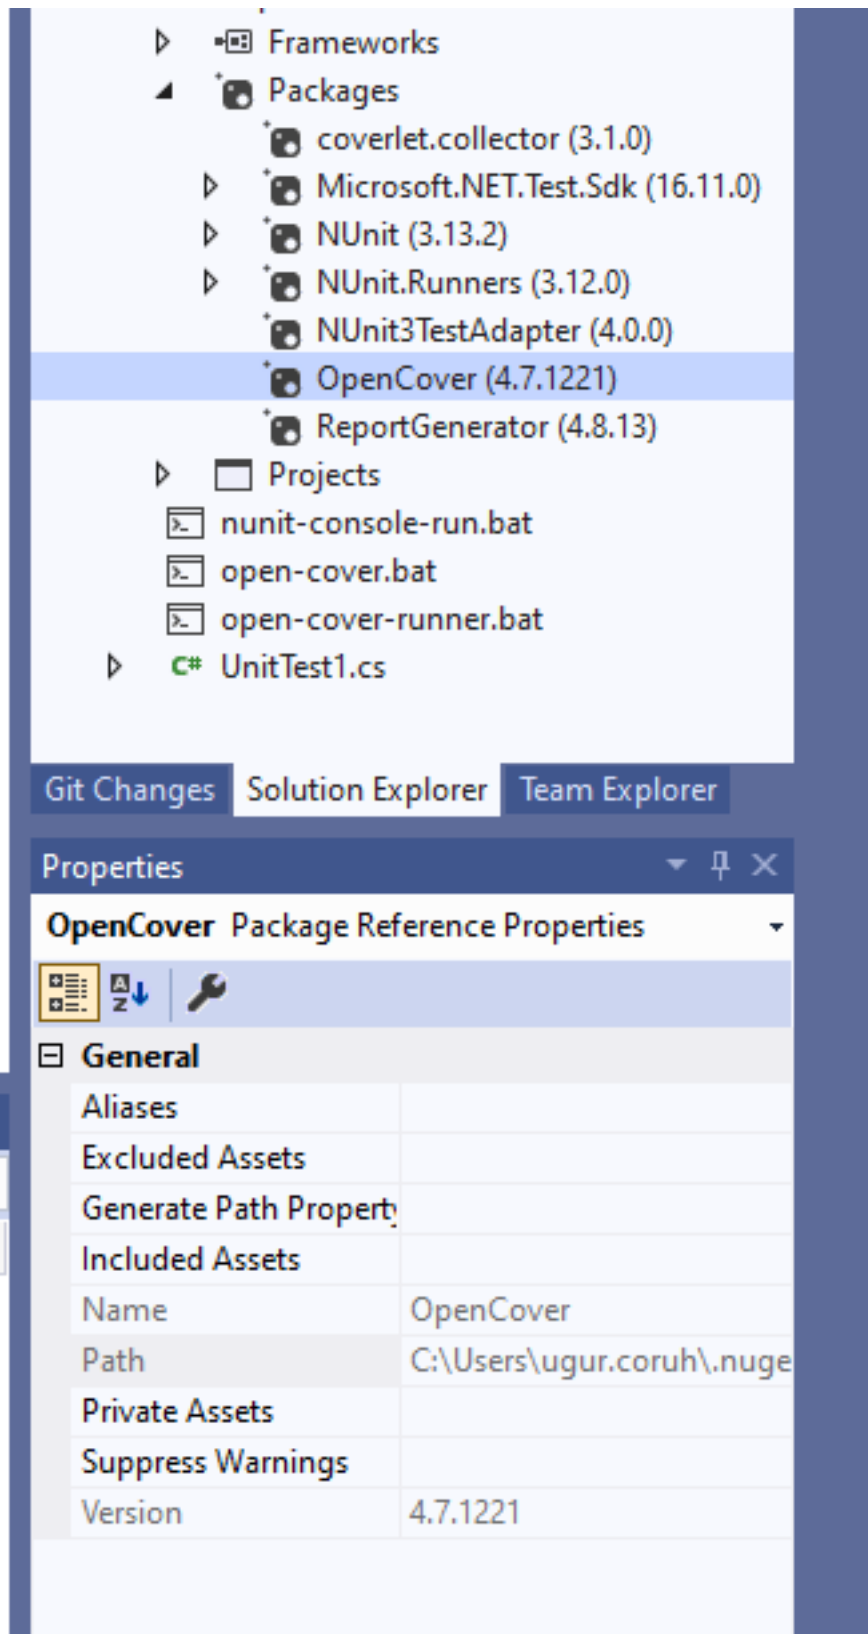 Frameworks
Packages
coverlet.collector (3.1.0)
Microsoft.NET.Test.Sdk (16.11.0)
NUnit (3.13.2)
NUnit.Runners (3.12.0)
NUnit3TestAdapter (4.0.0)
OpenCover (4.7.1221)
ReportGenerator (4.8.13)
Projects
nunit-console-run.bat
open-cover.bat
open-cover-runner.bat
C# UnitTest1.cs
Git Changes Solution Explorer Team Explorer
Properties
OpenCover Package Reference Properties
General
Aliases
Excluded Assets
Generate Path Property
Included Assets
Name OpenCover
Path C:\Users\ugur.coruh\.nuge
Private Assets
Suppress Warnings
Version 4.7.1221